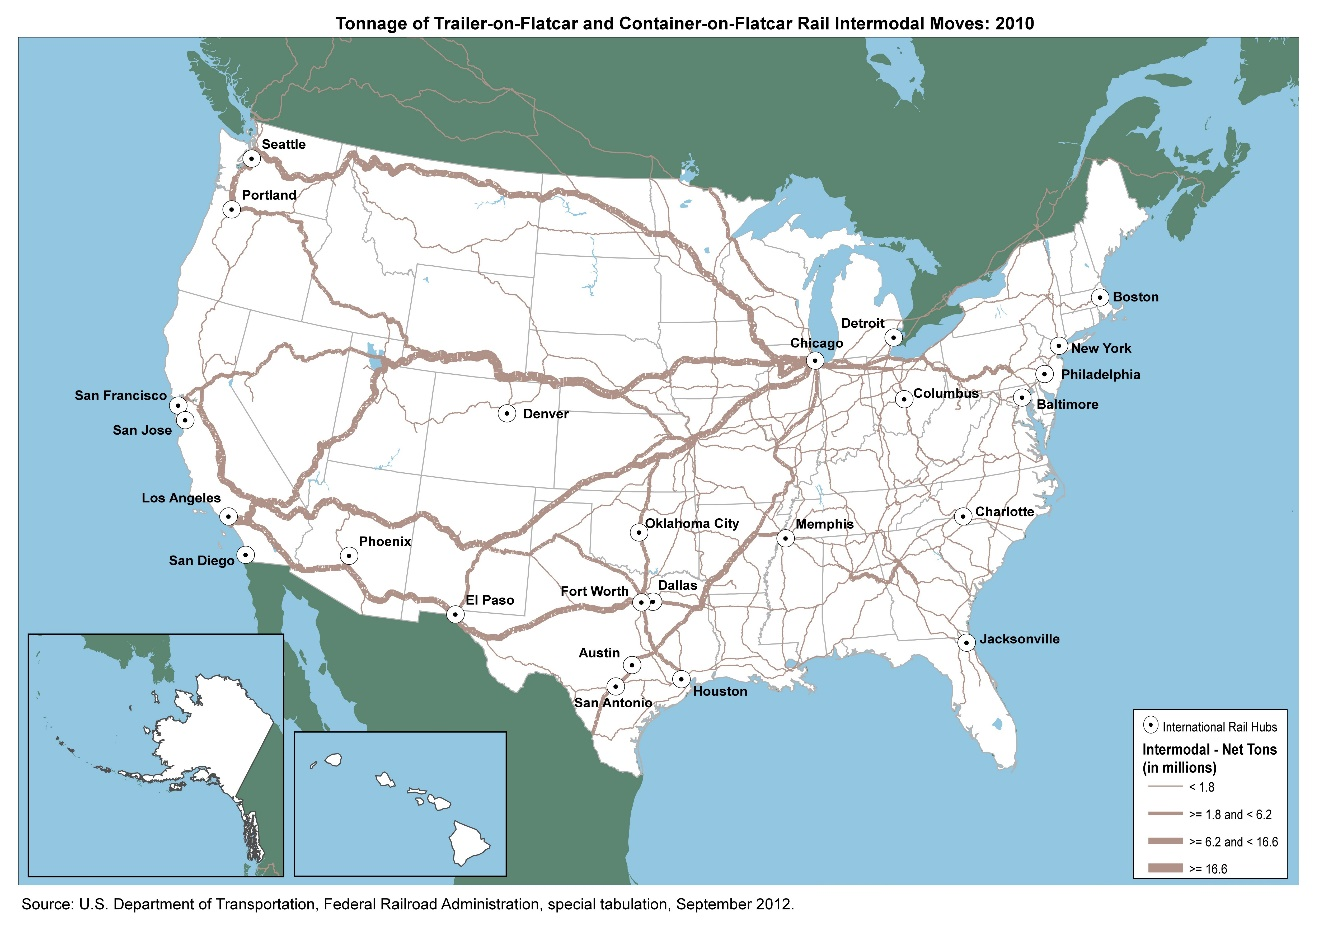 Tonnage of Trailer-on-Flatcar and Container-on-Flatcar Rail Intermodal Moves: 2010
Seattle
Portland
Boston
Detroit
Chicago
New York
Philadelphia
San Francisco
Columbus
Baltimore
Denver
San Jose
Los Angeles
Charlotte
Oklahoma City
Memphis
Phoenix
San Diego
Fort Worth
Dallas
El Paso
Jacksonville
Austin
Houston
San Antonio
International Rail Hubs
Intermodal - Net Tons
(in millions)
< 1.8
>= 1.8 and < 6.2
>= 6.2 and < 16.6
>= 16.6
Source: U.S. Department of Transportation, Federal Railroad Administration, special tabulation, September 2012.